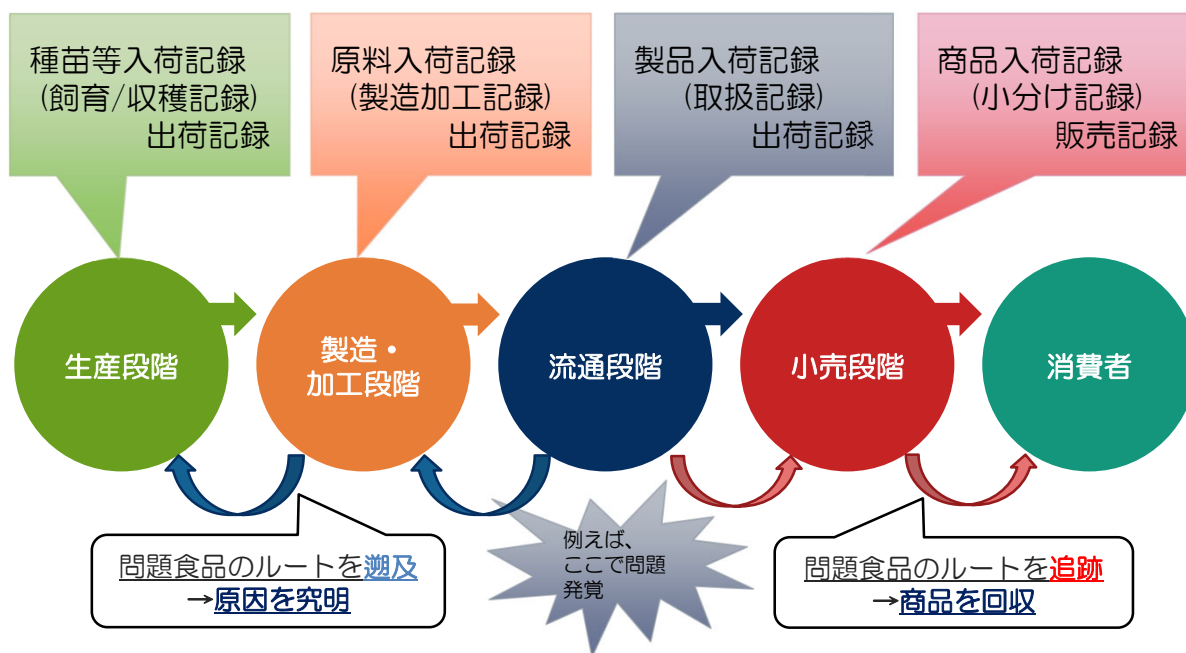 種苗等入荷記録
(飼育/収穫記録)
出荷記録
原料入荷記録
(製造加工記録)
出荷記録
製品入荷記録
(取扱記録)
出荷記録
商品入荷記録
(小分け記録)
販売記録
生産段階
製造・
加工段階
流通段階
小売段階
消費者
問題食品のルートを遡及
→原因を究明
例えば、
ここで問題
発覚
問題食品のルートを追跡
→商品を回収